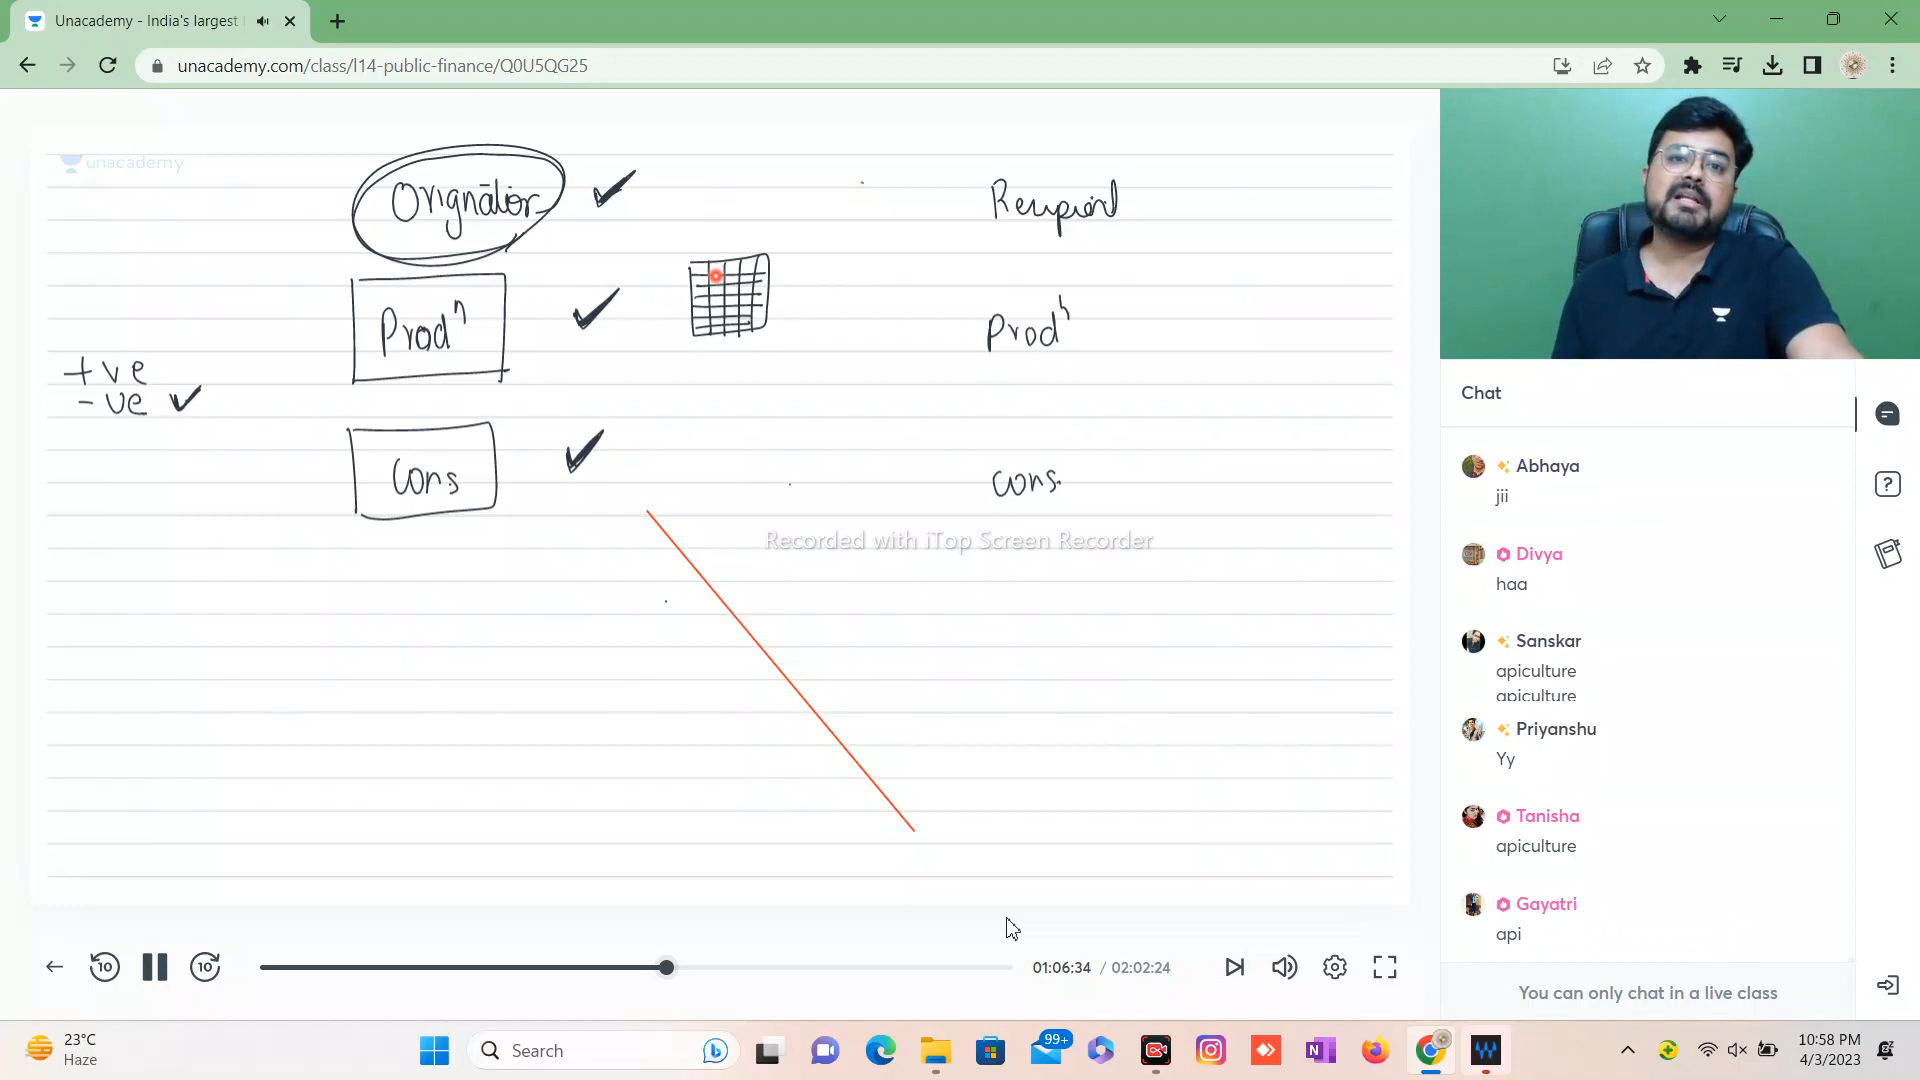 Unacademy - India's largest
unacademy.com/class/l14-public-finance/Q0U5QG25
unacademy
Orignator
Recipient
Prodⁿ
Prodⁿ
+ve
-ve
Cons
Cons.
Recorded with iTop Screen Recorder
01:06:34 / 02:02:24
Chat
Abhaya
jii
Divya
haa
Sanskar
apiculture
apiculture
Priyanshu
Yy
Tanisha
apiculture
Gayatri
api
You can only chat in a live class
23°C
Haze
Search
99+
10:58 PM
4/3/2023